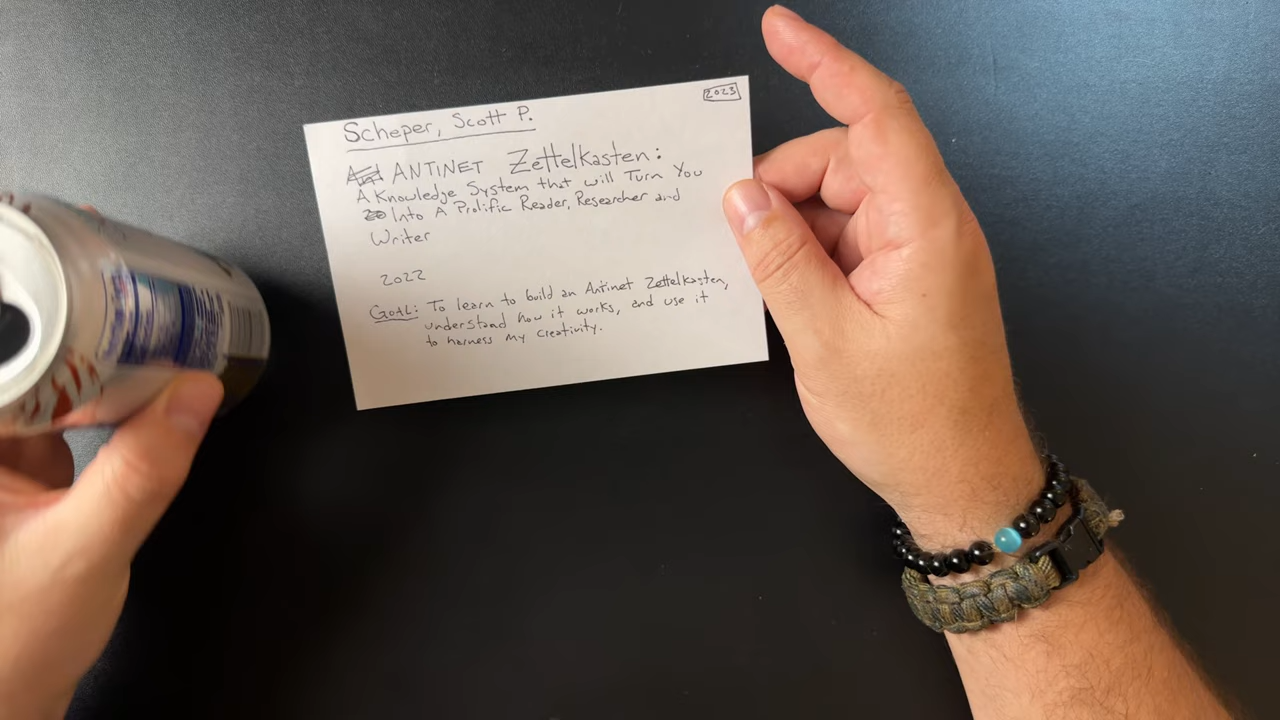 2023
Scheper, Scott P.
ANTINET Zettelkasten:
A Knowledge System that will Turn You
Into A Prolific Reader, Researcher and
Writer
2022
GOAL: To learn to build an Antinet Zettelkasten,
understand how it works, and use it
to harness my creativity.